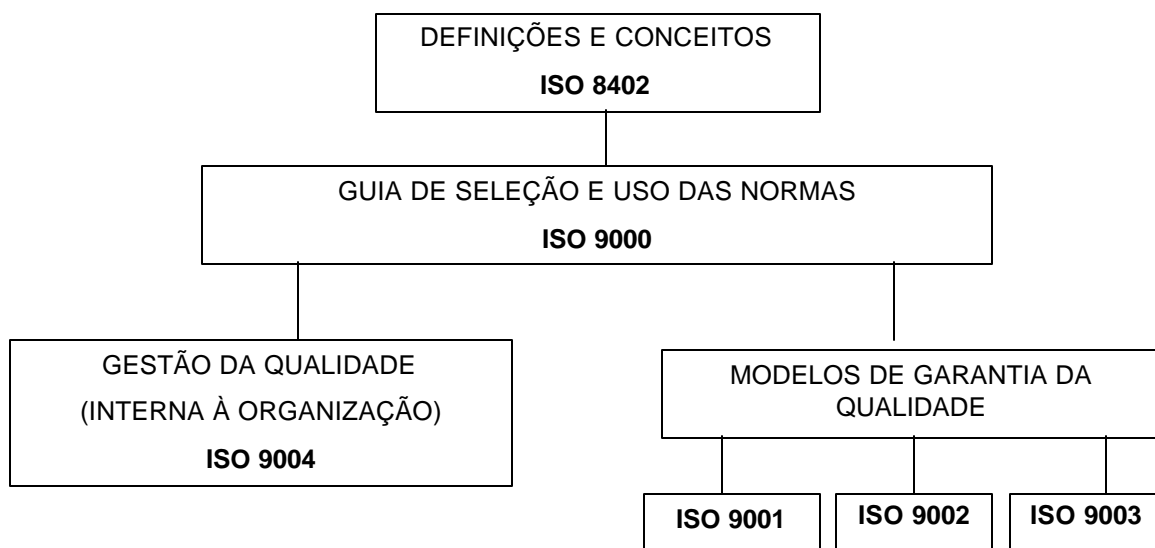 DEFINIÇÕES E CONCEITOS
ISO 8402
GUIA DE SELEÇÃO E USO DAS NORMAS
ISO 9000
GESTÃO DA QUALIDADE
(INTERNA À ORGANIZAÇÃO)
ISO 9004
MODELOS DE GARANTIA DA
QUALIDADE
ISO 9001
ISO 9002
ISO 9003